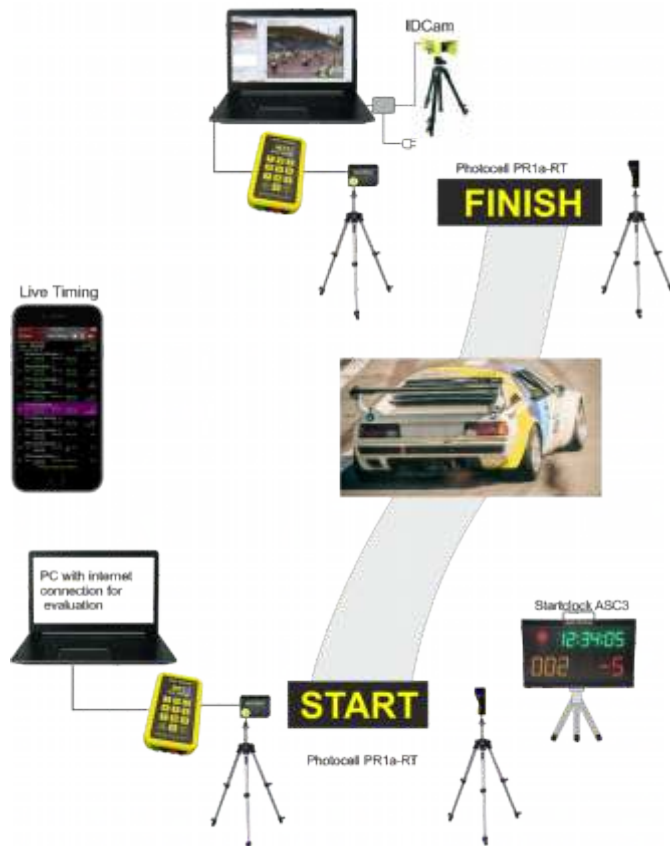 IDCam
Photocell PR1a-RT
FINISH
Live Timing
PC with internet
connection for
evaluation
Startclock ASC3
12:34:05
002 -5
START
Photocell PR1a-RT